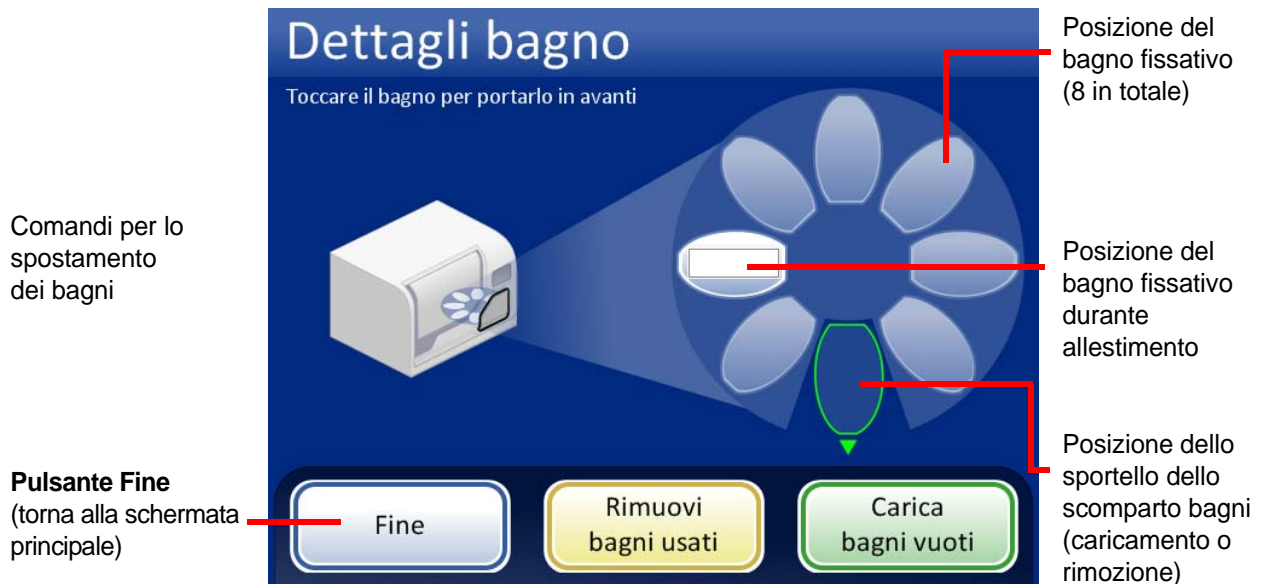 Dettagli bagno
Toccare il bagno per portarlo in avanti
Comandi per lo
spostamento
dei bagni
Pulsante Fine
(torna alla schermata
principale)
Posizione del
bagno fissativo
(8 in totale)
Posizione del
bagno fissativo
durante
allestimento
Posizione dello
sportello dello
scomparto bagni
(caricamento o
rimozione)
Fine
Rimuovi
bagni usati
Carica
bagni vuoti